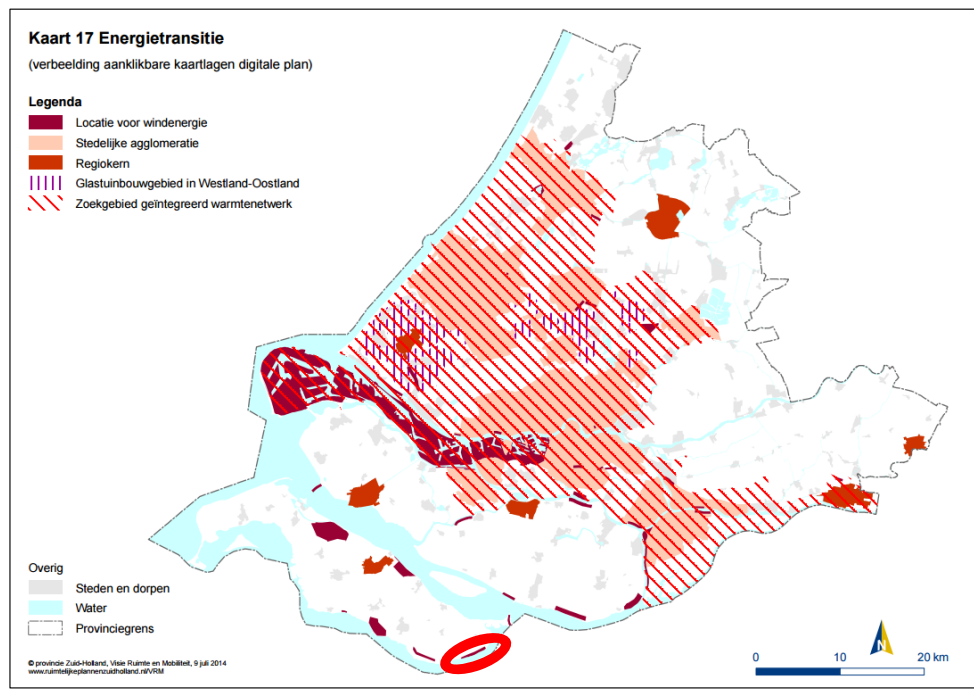 Kaart 17 Energietransitie
(verbeelding aanklikbare kaartlagen digitale plan)
Legenda
Locatie voor windenergie
Stedelijke agglomeratie
Regiokern
Glastuinbouwgebied in Westland-Oostland
Zoekgebied geïntegreerd warmtenetwerk
Overig
Steden en dorpen
Water
Provinciegrens
© provincie Zuid-Holland, Visie Ruimte en Mobiliteit, 9 juli 2014
www.ruimtelijkeplannenzuidholland.nl/VRM
0 10 20 km